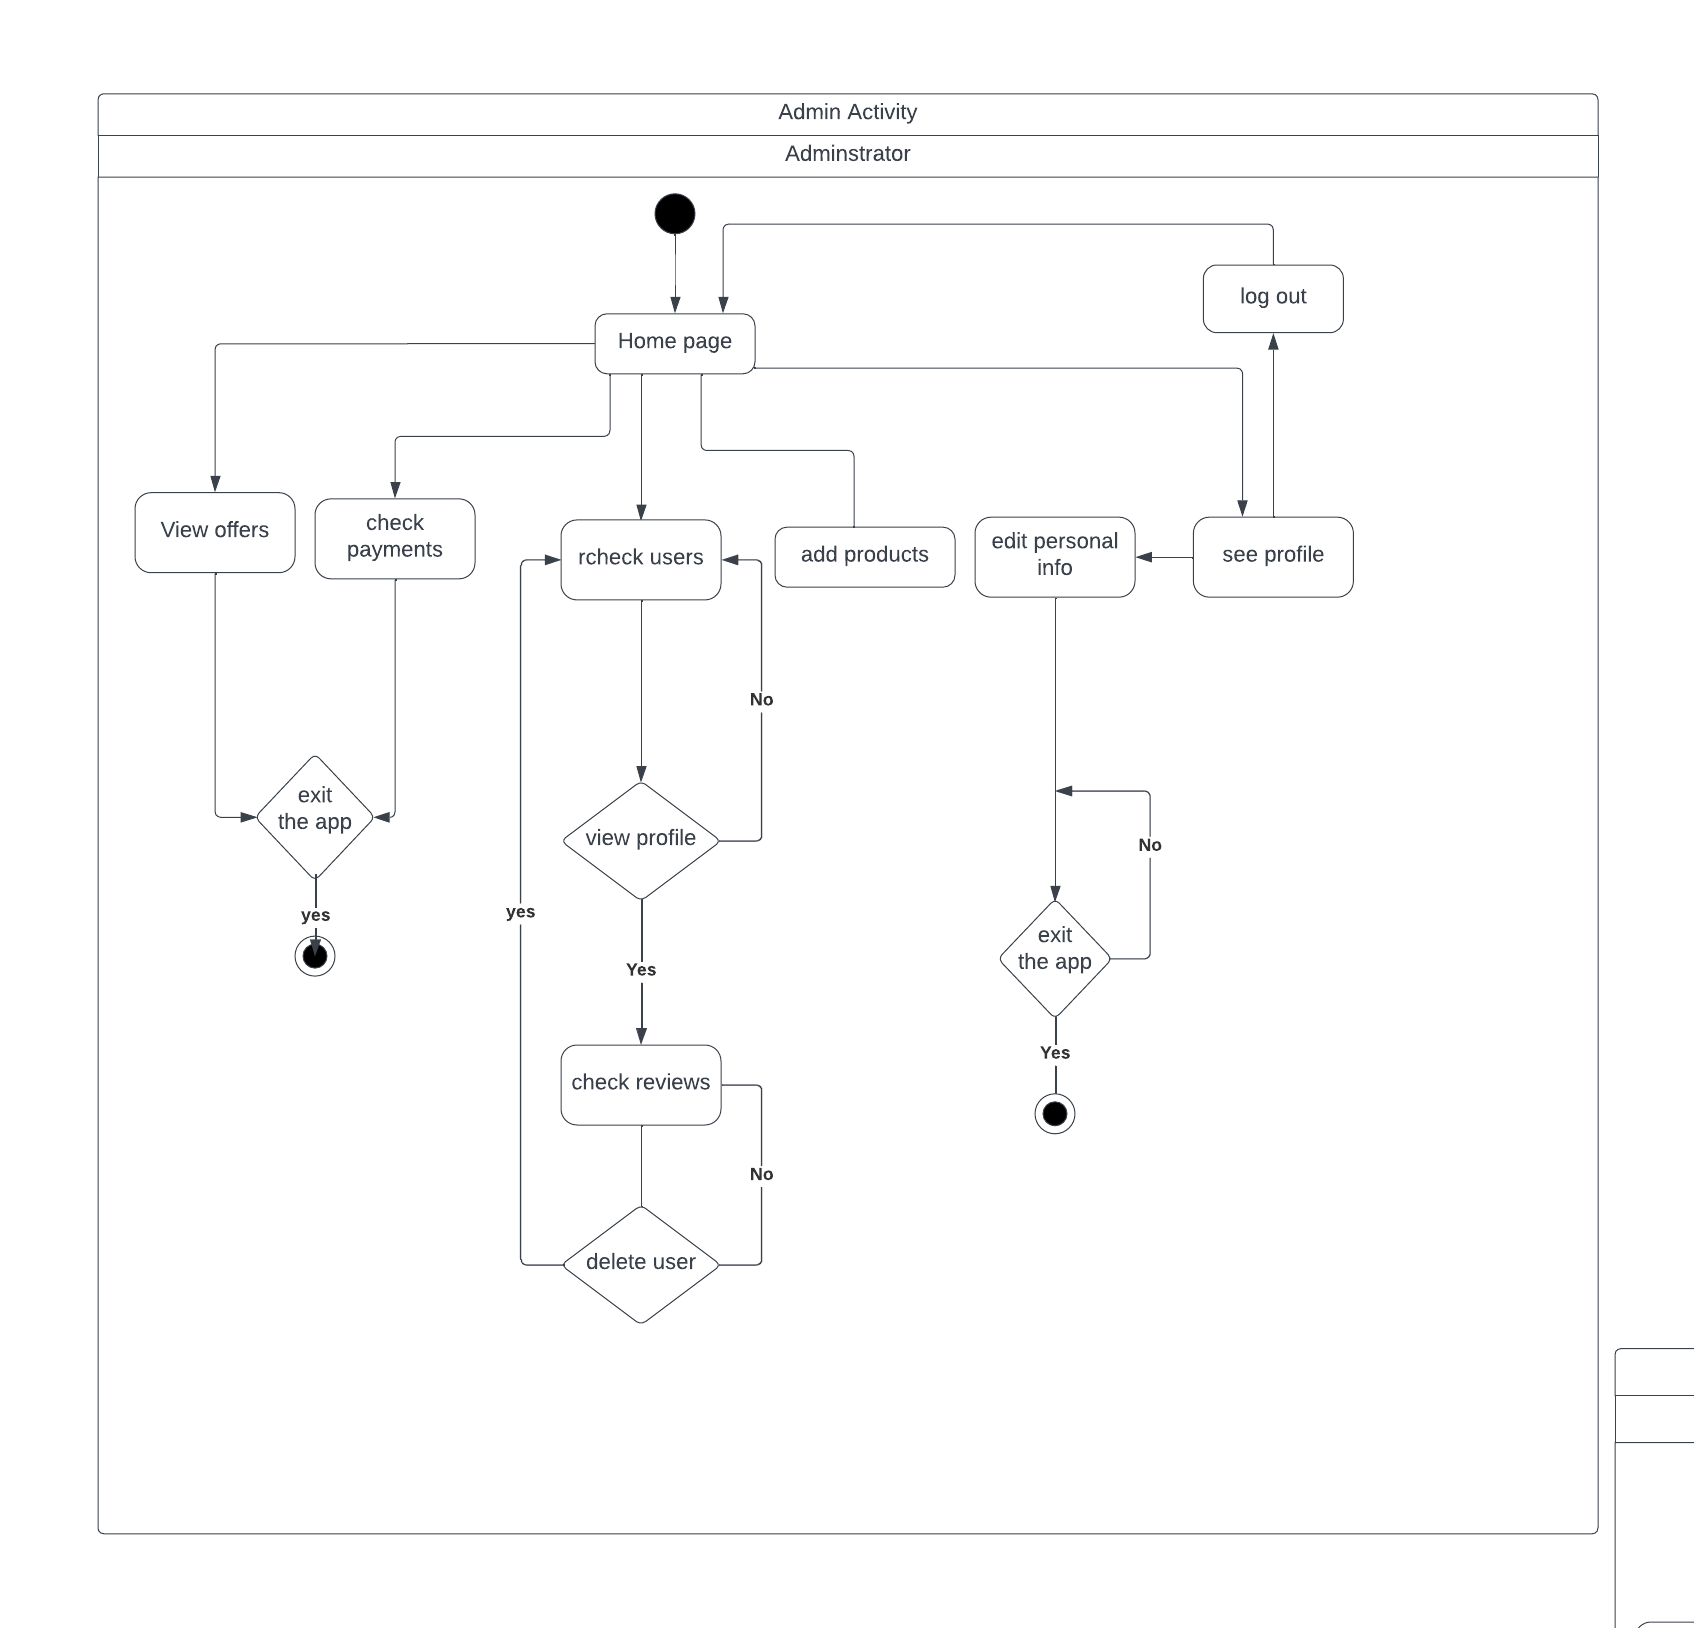 Admin Activity
Adminstrator
log out
Home page
View offers
check
payments
rcheck users
add products
edit personal
info
see profile
No
exit
the app
view profile
No
yes
yes
exit
the app
Yes
Yes
check reviews
No
delete user